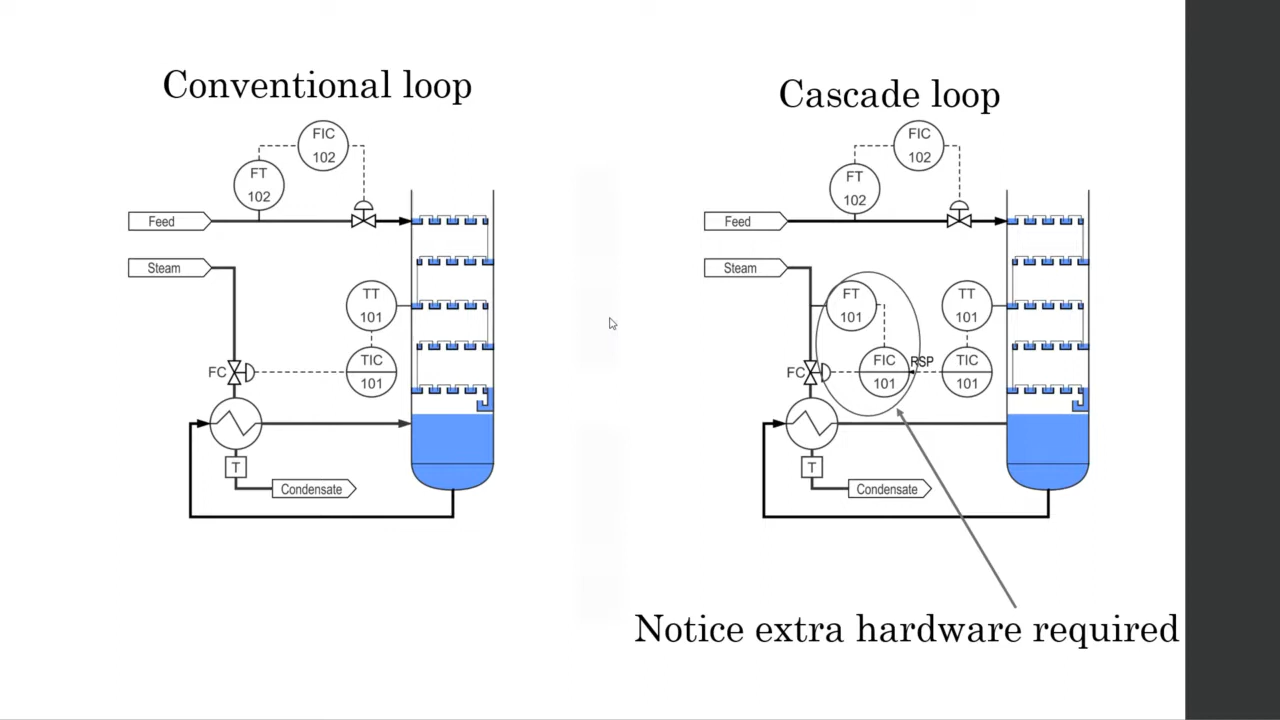 Conventional loop
FIC
102
FT
102
Feed
Steam
TT
101
TIC
101
FC
T
Condensate
Cascade loop
FIC
102
FT
102
Feed
Steam
FT
101
TT
101
FIC
101
RSP
TIC
101
FC
T
Condensate
Notice extra hardware required